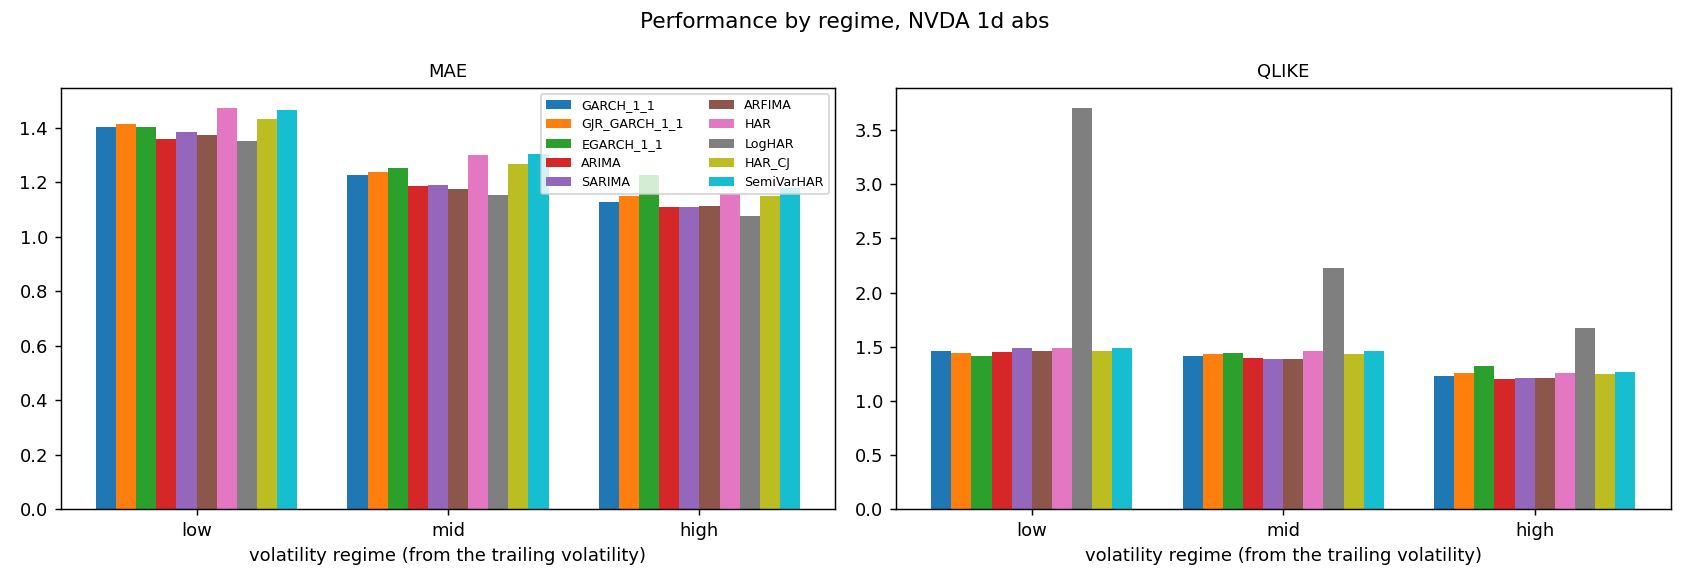 Performance by regime, NVDA 1d abs
MAE
1.4
1.2
1.0
0.8
0.6
0.4
0.2
0.0
GARCH_1_1
GJR_GARCH_1_1
EGARCH_1_1
ARIMA
SARIMA
ARFIMA
HAR
LogHAR
HAR_CJ
SemiVarHAR
low mid high
volatility regime (from the trailing volatility)
QLIKE
3.5
3.0
2.5
2.0
1.5
1.0
0.5
0.0
low mid high
volatility regime (from the trailing volatility)